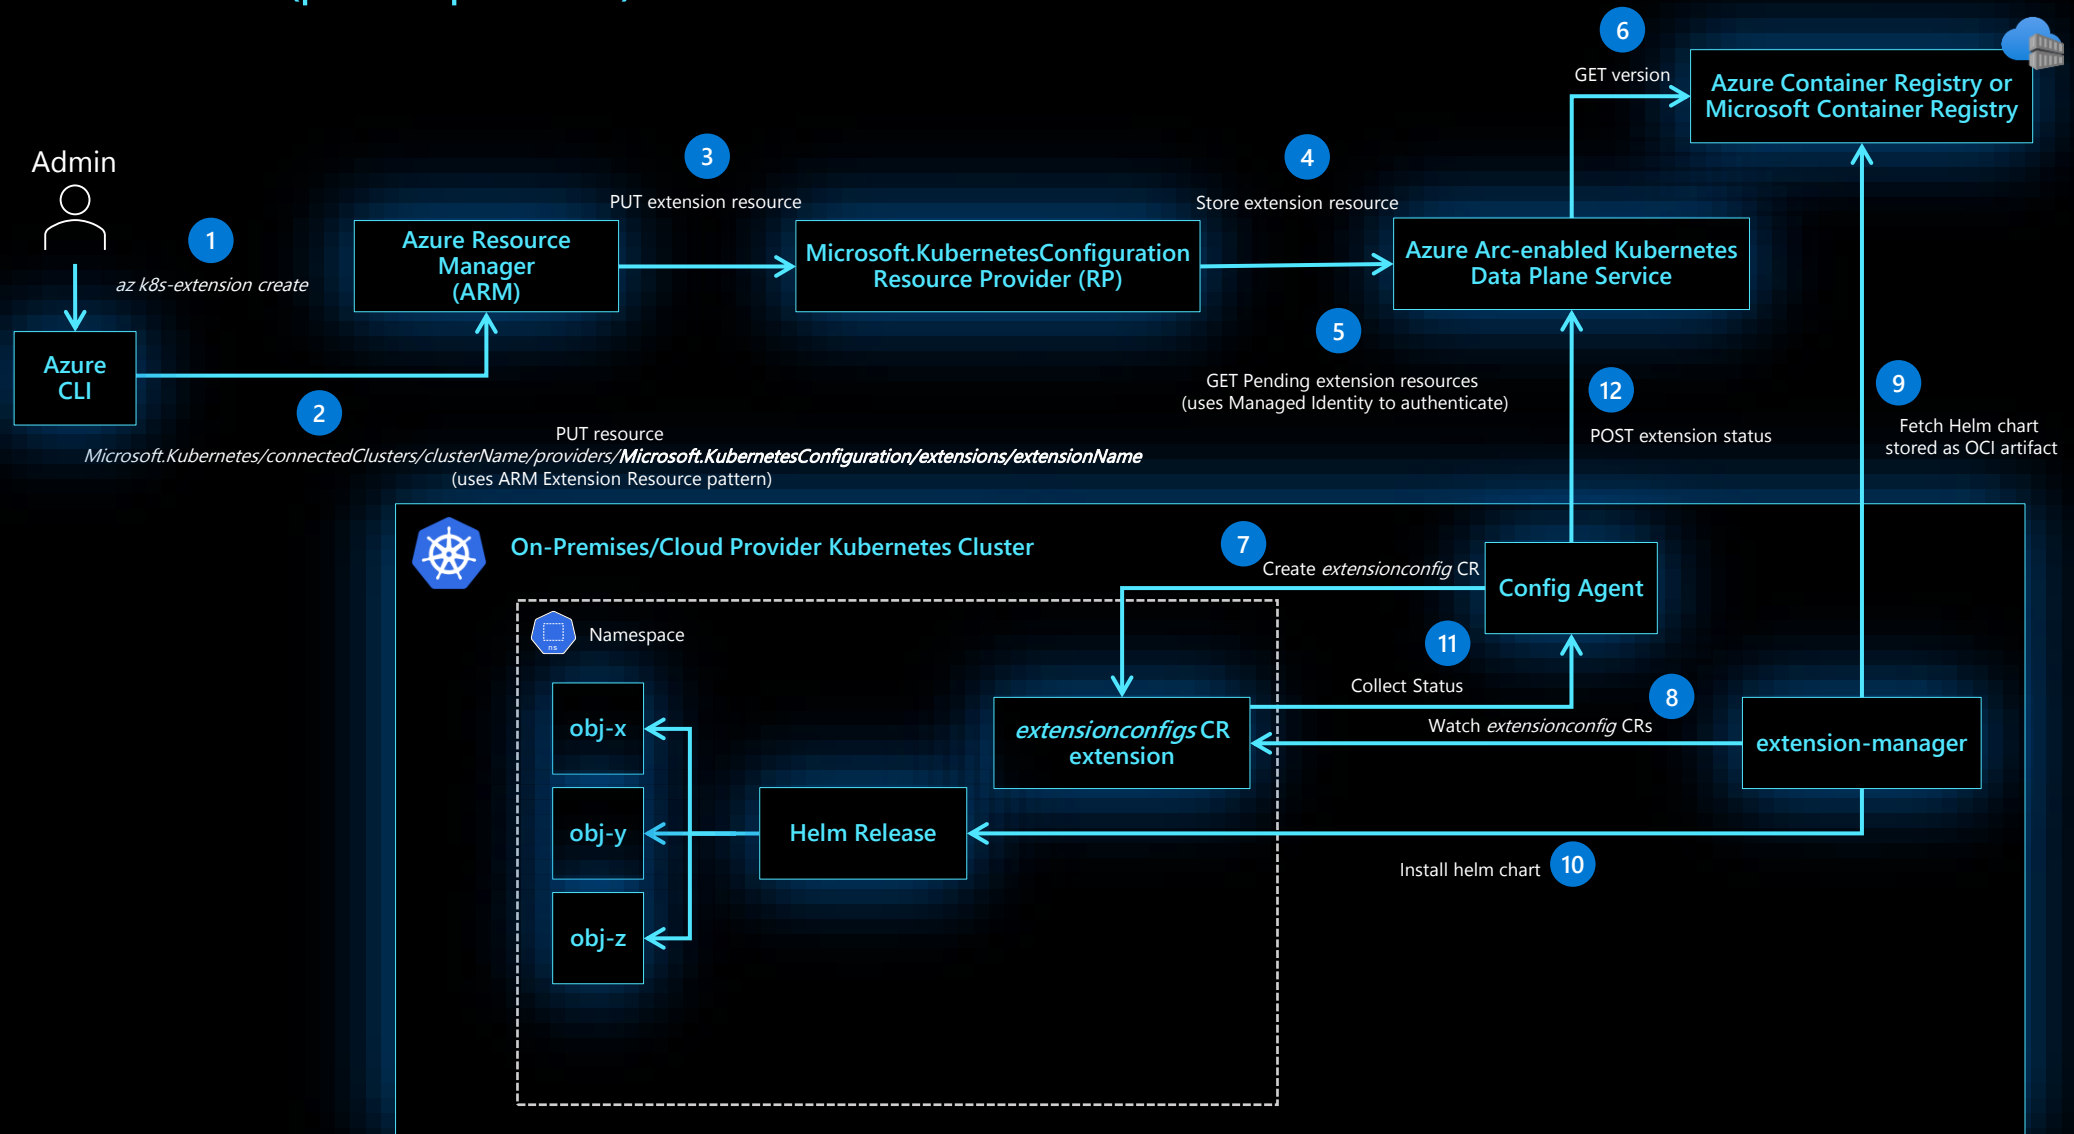 6
GET version
Azure Container Registry or
Microsoft Container Registry
Admin
3
4
PUT extension resource
Store extension resource
1
az k8s-extension create
Azure Resource
Manager
(ARM)
Microsoft.KubernetesConfiguration
Resource Provider (RP)
Azure Arc-enabled Kubernetes
Data Plane Service
Azure
CLI
2
5
GET Pending extension resources
(uses Managed Identity to authenticate)
12
POST extension status
9
Fetch Helm chart
stored as OCI artifact
PUT resource
Microsoft.Kubernetes/connectedClusters/clusterName/providers/Microsoft.KubernetesConfiguration/extensions/extensionName
(uses ARM Extension Resource pattern)
On-Premises/Cloud Provider Kubernetes Cluster
7
Create extensionconfig CR
Config Agent
ns
Namespace
11
Collect Status
8
Watch extensionconfig CRs
obj-x
extensionconfigs CR
extension
extension-manager
obj-y
Helm Release
Install helm chart
10
obj-z